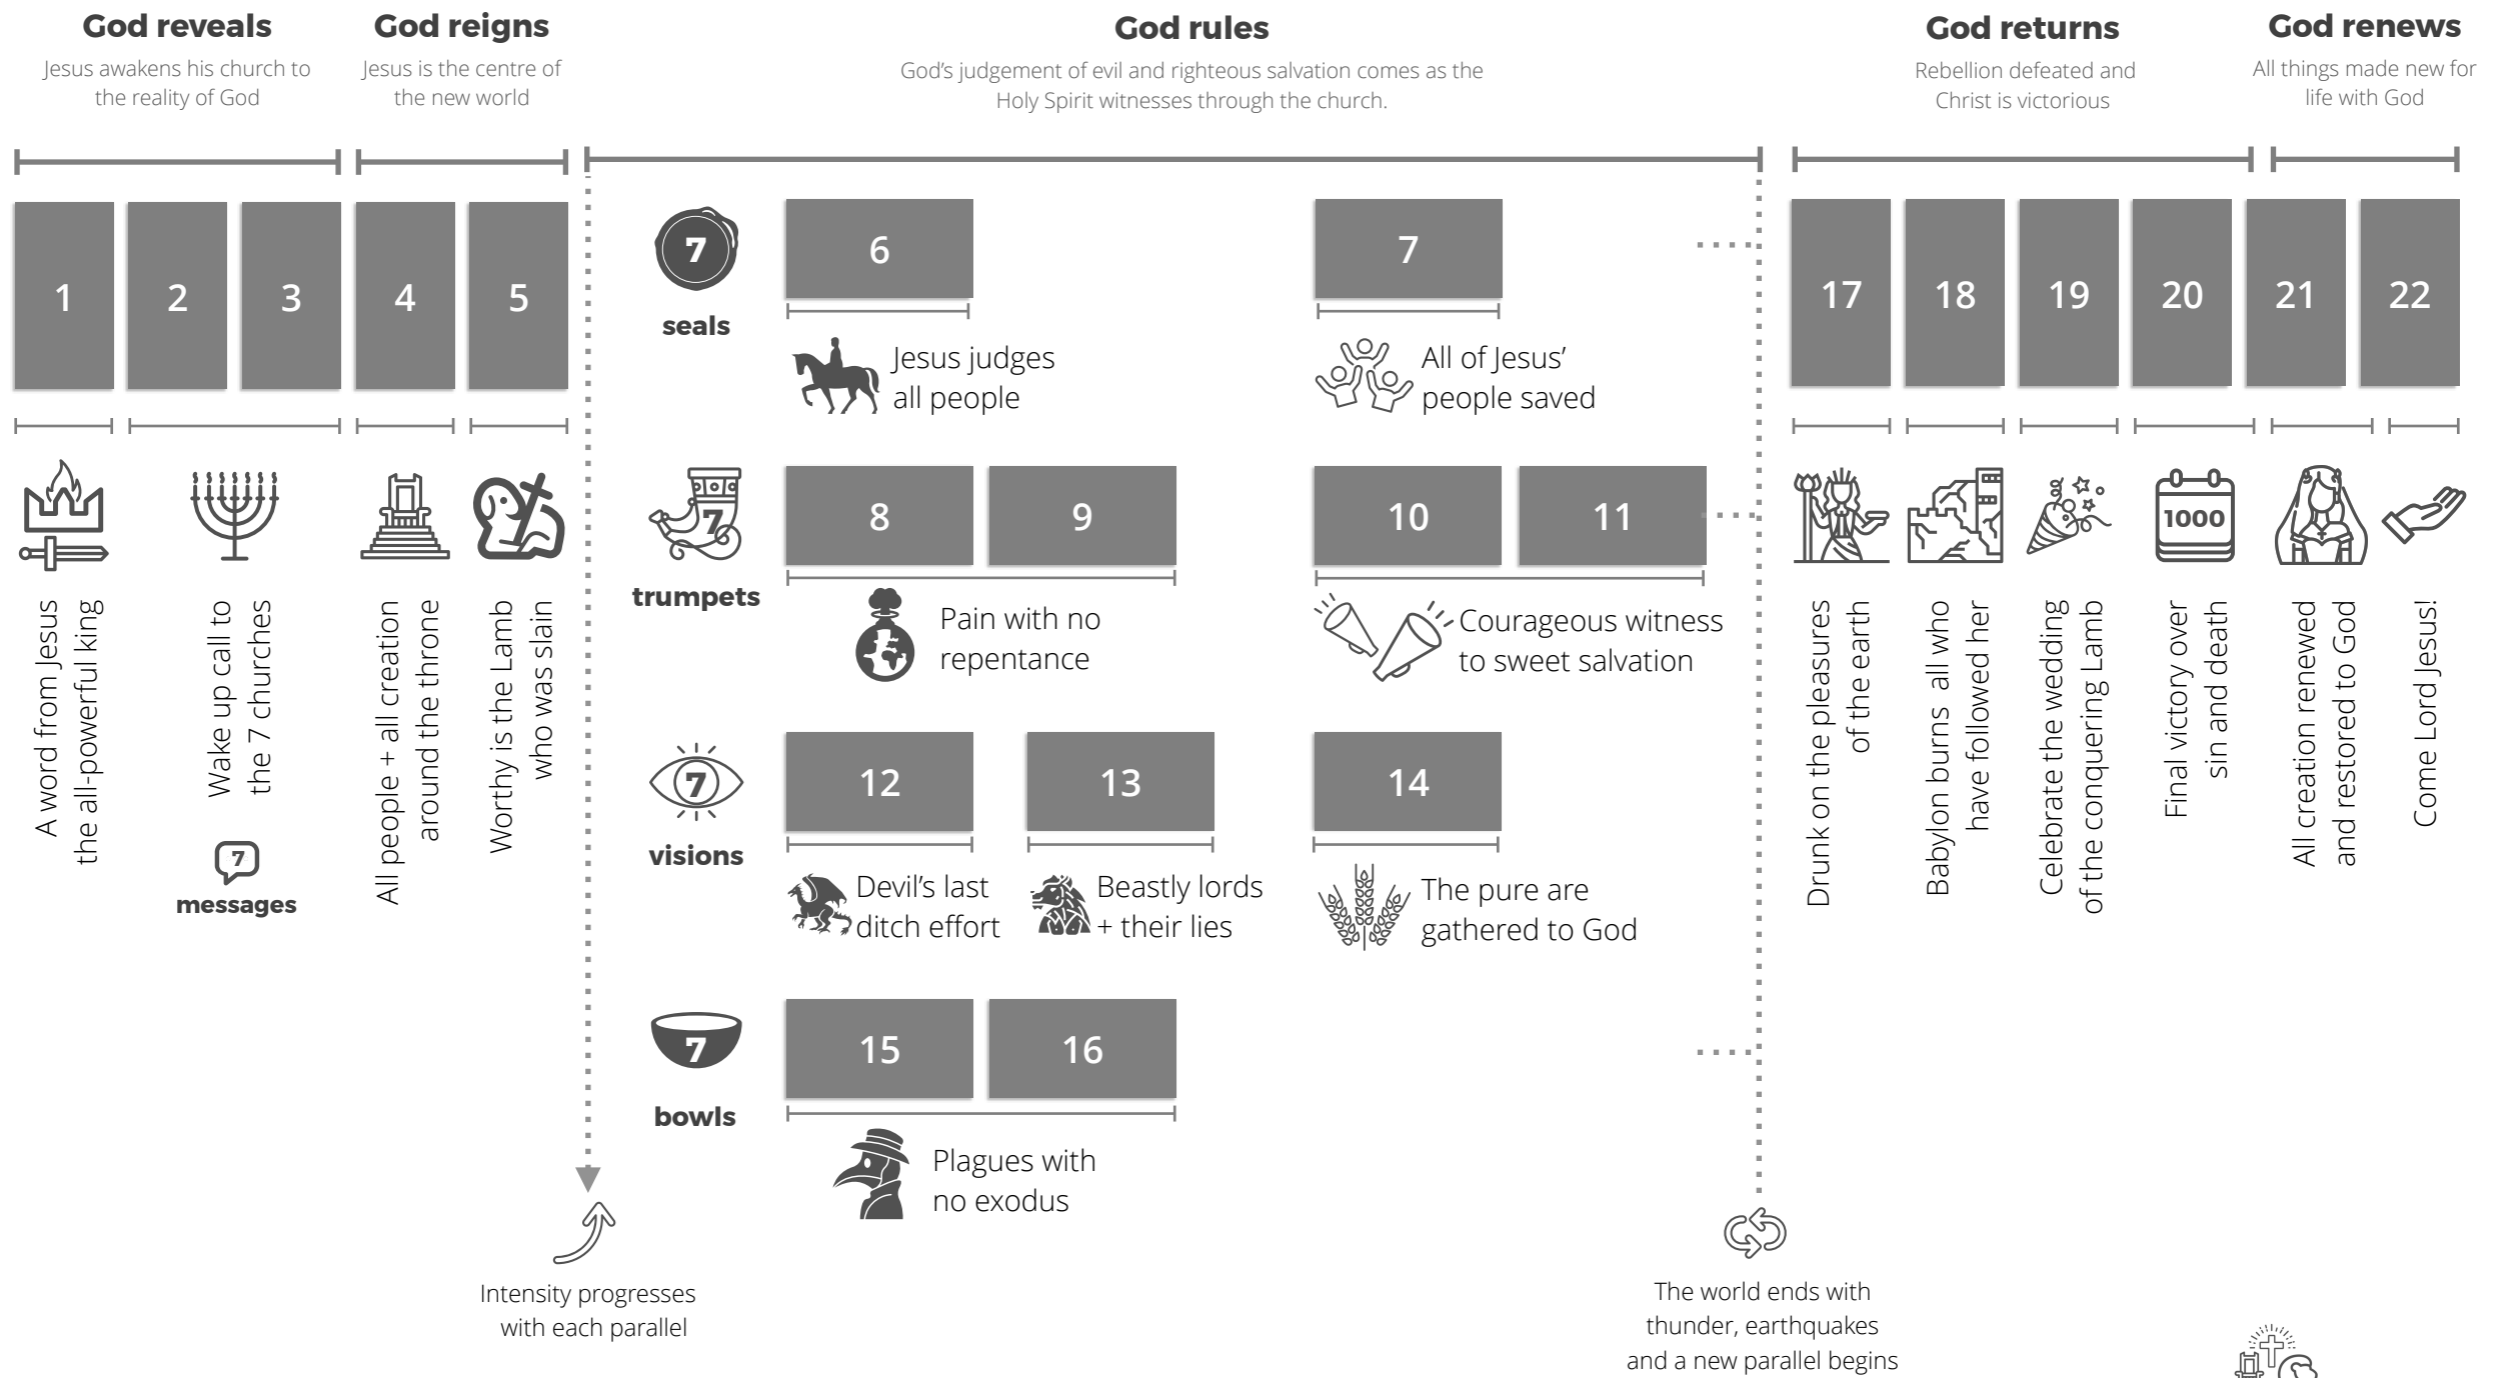 God reveals
Jesus awakens his church to
the reality of God
God reigns
Jesus is the centre of
the new world
God rules
God's judgement of evil and righteous salvation comes as the
Holy Spirit witnesses through the church.
God returns
Rebellion defeated and
Christ is victorious
God renews
All things made new for
life with God
1
2
3
4
5
A word from Jesus
the all-powerful king
Wake up call to
the 7 churches
7
messages
All people + all creation
around the throne
Worthy is the Lamb
who was slain
7
seals
6
Jesus judges
all people
7
All of Jesus'
people saved
7
trumpets
8
9
Pain with no
repentance
10
11
Courageous witness
to sweet salvation
7
visions
12
Devil's last
ditch effort
13
Beastly lords
+ their lies
14
The pure are
gathered to God
7
bowls
15
16
Plagues with
no exodus
Intensity progresses
with each parallel
The world ends with
thunder, earthquakes
and a new parallel begins
17
18
19
20
21
22
1000
Drunk on the pleasures
of the earth
Babylon burns all who
have followed her
Celebrate the wedding
of the conquering Lamb
Final victory over
sin and death
All creation renewed
and restored to God
Come Lord Jesus!